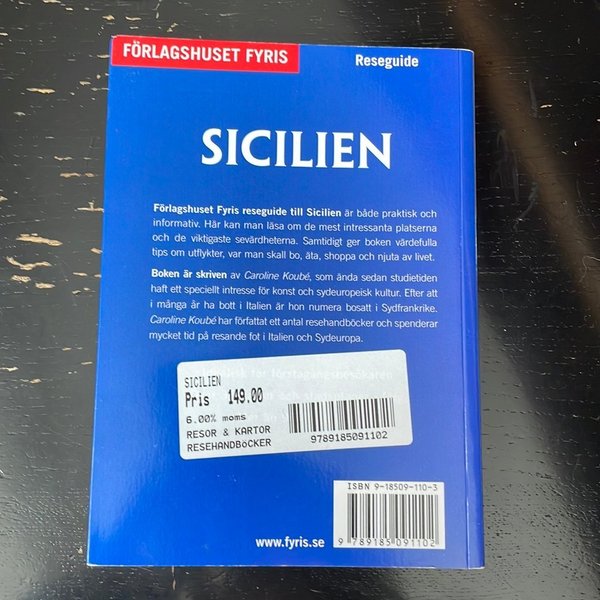 FÖRLAGSHUSET FYRIS
Reseguide
SICILIEN
Förlagshuset Fyris reseguide till Sicilien är både praktisk och
informativ. Här kan man läsa om de mest intressanta platserna
och de viktigaste sevärdheterna. Samtidigt ger boken värdefulla
tips om utflykter, var man skall bo, äta, shoppa och njuta av livet.
Boken är skriven av Caroline Koubé, som ända sedan studietiden
haft ett speciellt intresse för konst och sydeuropeisk kultur. Efter att
i många år ha bott i Italien är hon numera bosatt i Sydfrankrike.
Caroline Koubé har författat ett antal resehandböcker och spenderar
mycket tid på resande fot i Italien och Sydeuropa.
för förstagångsbesökaren
SICILIEN
Pris 149.00
6.00% moms
RESOR & KARTOR
RESEHANDBöCKER
9789185091102
ISBN 9-18509-110-3
9 789185 091102
www.fyris.se